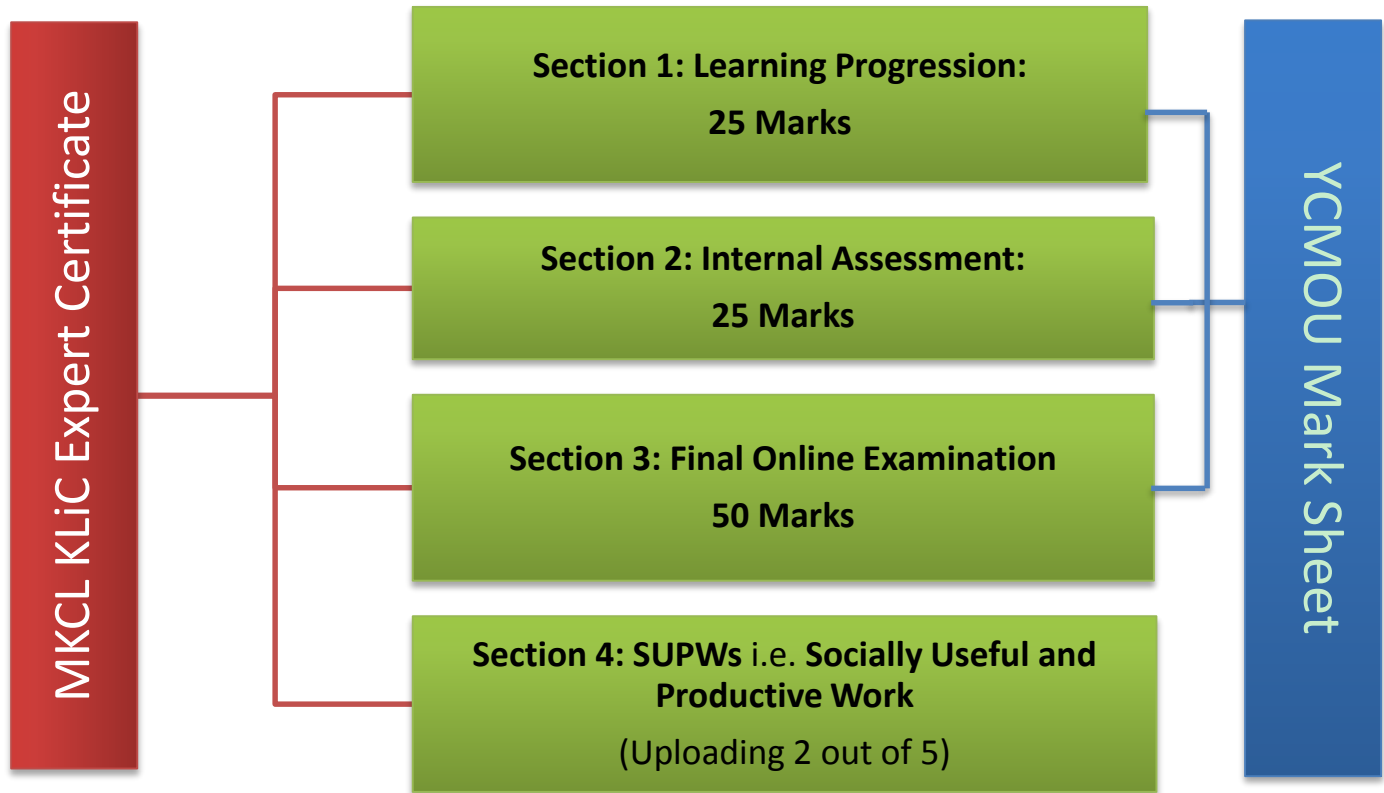 MKCL KLiC Expert Certificate
Section 1: Learning Progression:
25 Marks
Section 2: Internal Assessment:
25 Marks
Section 3: Final Online Examination
50 Marks
Section 4: SUPWs i.e. Socially Useful and
Productive Work
(Uploading 2 out of 5)
YCMOU Mark Sheet